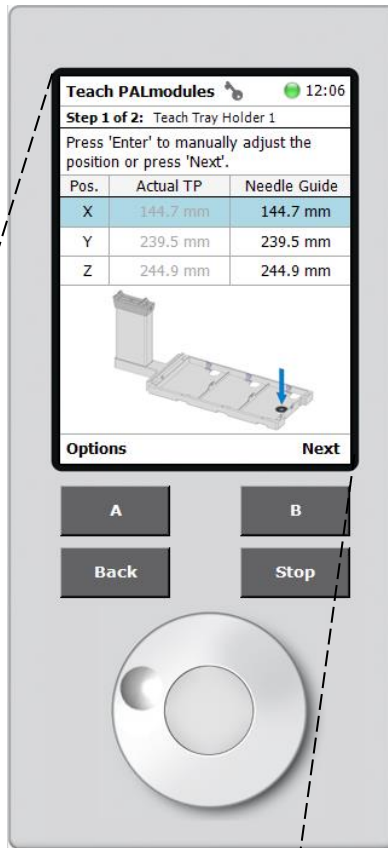 Teach PALmodules 12:06
Step 1 of 2: Teach Tray Holder 1
Press 'Enter' to manually adjust the
position or press 'Next'.
Pos. Actual TP Needle Guide
X 144.7 mm 144.7 mm
Y 239.5 mm 239.5 mm
Z 244.9 mm 244.9 mm
Options Next
A B
Back Stop